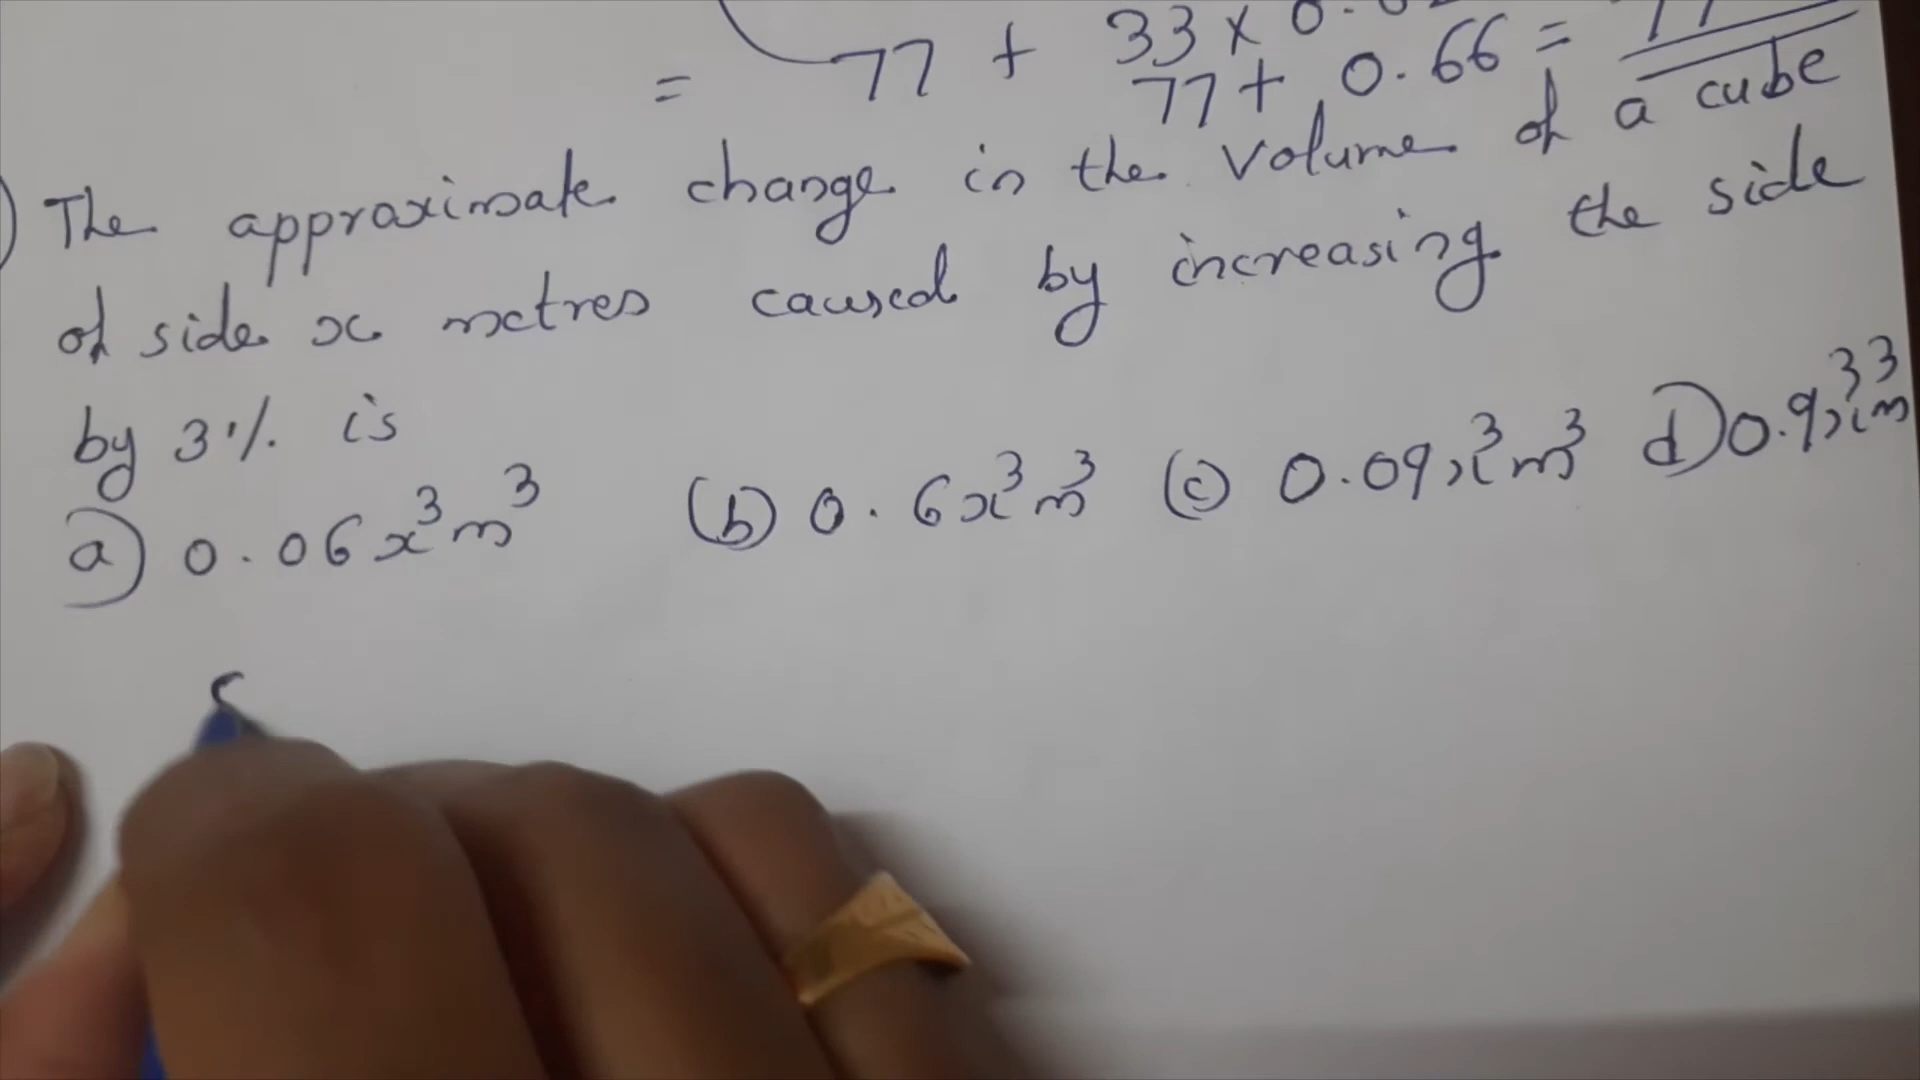 = 77 + 33 x 0.0
77 + 0.66 = 77
) The approximate change in the volume of a cube
of side x metres caused by increasing the side
by 3% is
a) 0.06x³m³ (b) 0.6x³m³ (c) 0.09x³m³ d) 0.9x³m³